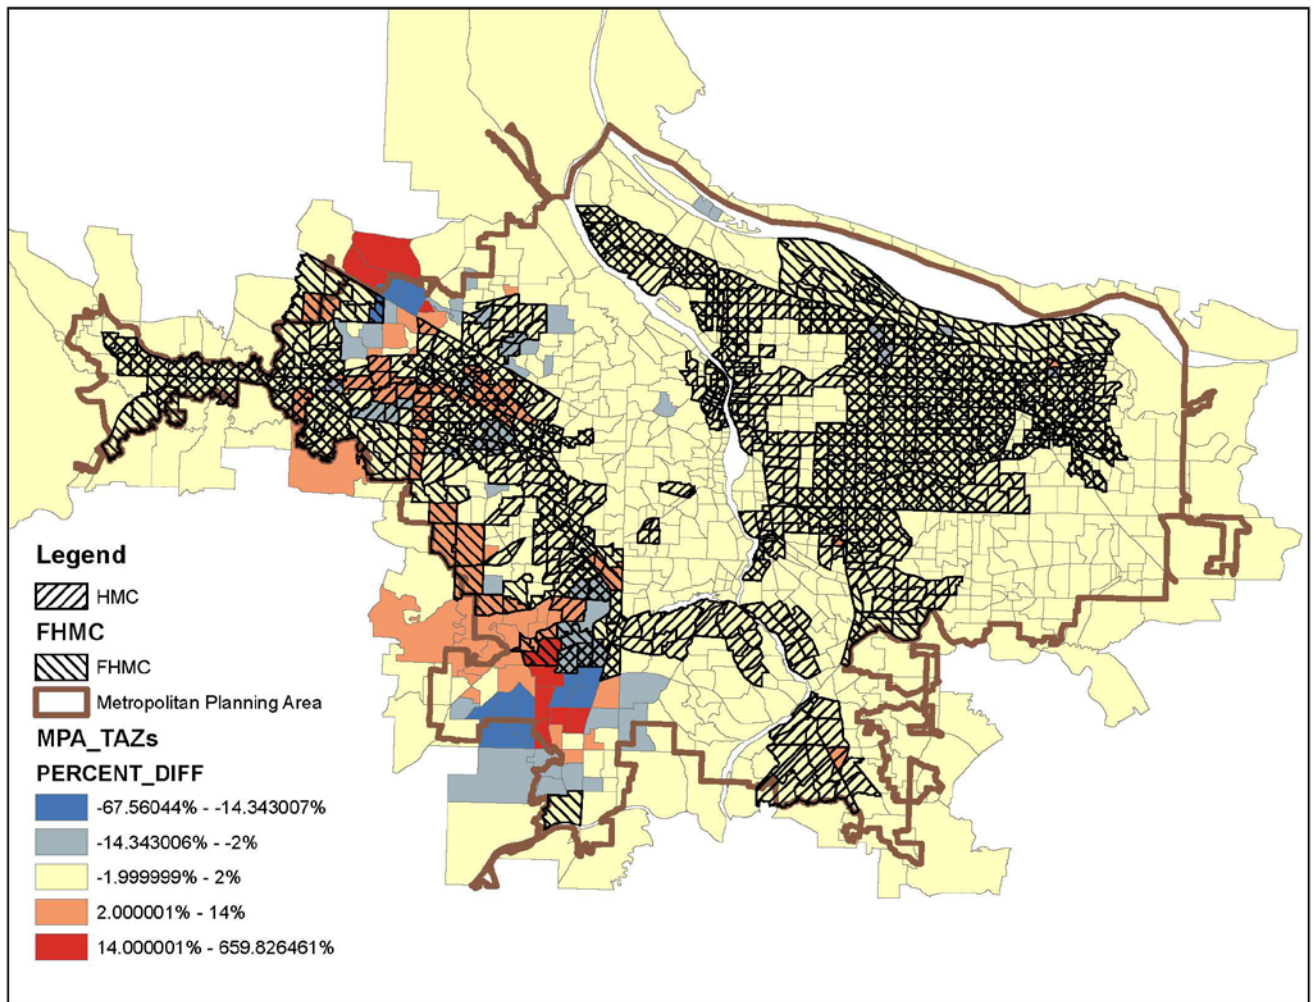 Legend
HMC
FHMC
FHMC
Metropolitan Planning Area
MPA_TAZs
PERCENT_DIFF
-67.56044% - -14.343007%
-14.343006% - -2%
-1.999999% - 2%
2.000001% - 14%
14.000001% - 659.826461%